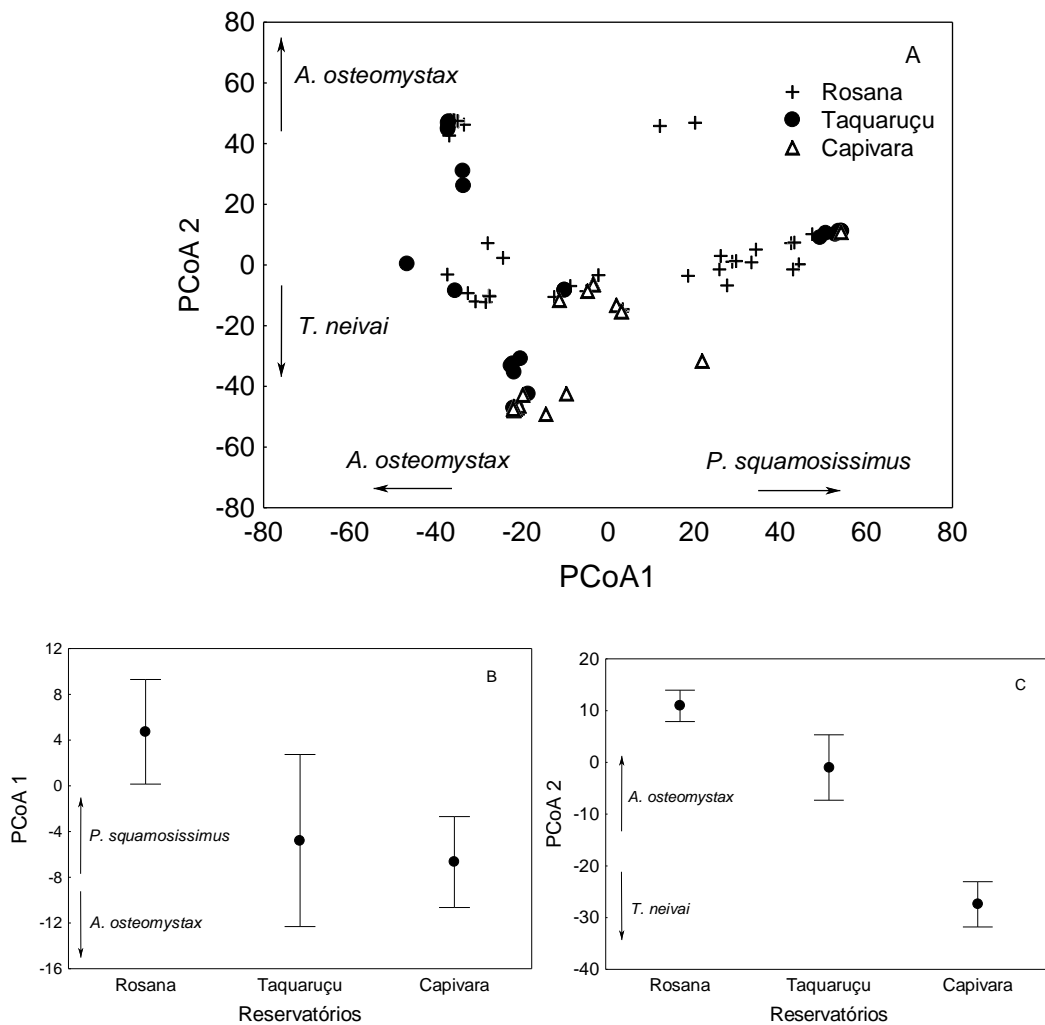 A
A. osteomystax
Rosana
Taquaruçu
Capivara
T. neivai
A. osteomystax
P. squamosissimus
80
60
40
20
0
-20
-40
-60
-80
PCoA 2
-80 -60 -40 -20 0 20 40 60 80
PCoA1
B
12
8
4
0
-4
-8
-12
-16
PCoA 1
P. squamosissimus
A. osteomystax
Rosana Taquaruçu Capivara
Reservatórios
C
20
10
0
-10
-20
-30
-40
PCoA 2
A. osteomystax
T. neivai
Rosana Taquaruçu Capivara
Reservatórios